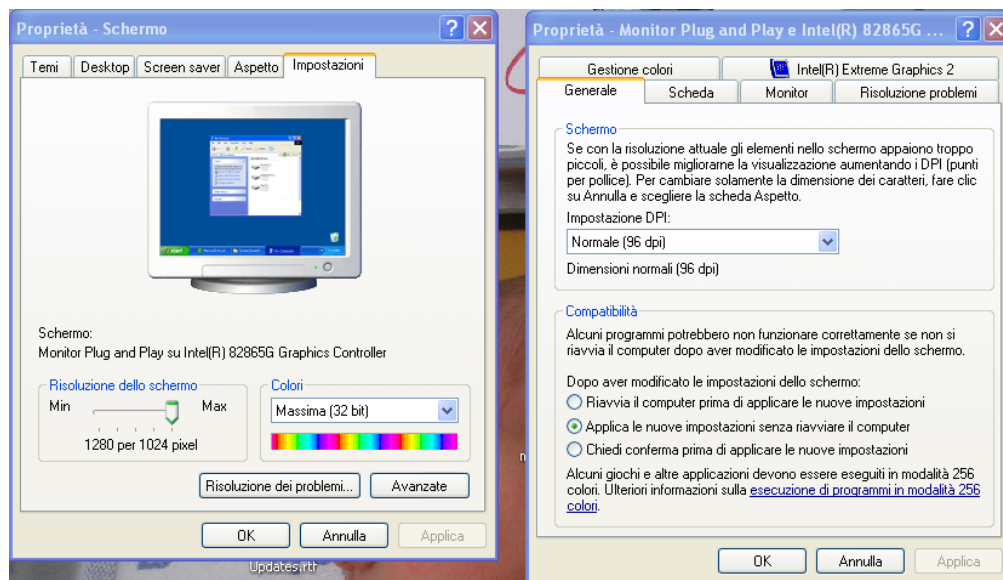 Proprietà - Schermo
Temi
Desktop
Screen saver
Aspetto
Impostazioni
Schermo:
Monitor Plug and Play su Intel(R) 82865G Graphics Controller
Risoluzione dello schermo
Min
Max
1280 per 1024 pixel
Colori
Massima (32 bit)
Risoluzione dei problemi...
Avanzate
OK
Annulla
Applica
Updates.rtf
Proprietà - Monitor Plug and Play e Intel(R) 82865G ...
Gestione colori
Intel(R) Extreme Graphics 2
Generale
Scheda
Monitor
Risoluzione problemi
Schermo
Se con la risoluzione attuale gli elementi nello schermo appaiono troppo
piccoli, è possibile migliorarne la visualizzazione aumentando i DPI (punti
per pollice). Per cambiare solamente la dimensione dei caratteri, fare clic
su Annulla e scegliere la scheda Aspetto.
Impostazione DPI:
Normale (96 dpi)
Dimensioni normali (96 dpi)
Compatibilità
Alcuni programmi potrebbero non funzionare correttamente se non si
riavvia il computer dopo aver modificato le impostazioni dello schermo.
Dopo aver modificato le impostazioni dello schermo:
Riavvia il computer prima di applicare le nuove impostazioni
Applica le nuove impostazioni senza riavviare il computer
Chiedi conferma prima di applicare le nuove impostazioni
Alcuni giochi e altre applicazioni devono essere eseguiti in modalità 256
colori. Ulteriori informazioni sulla esecuzione di programmi in modalità 256
colori.
OK
Annulla
Applica